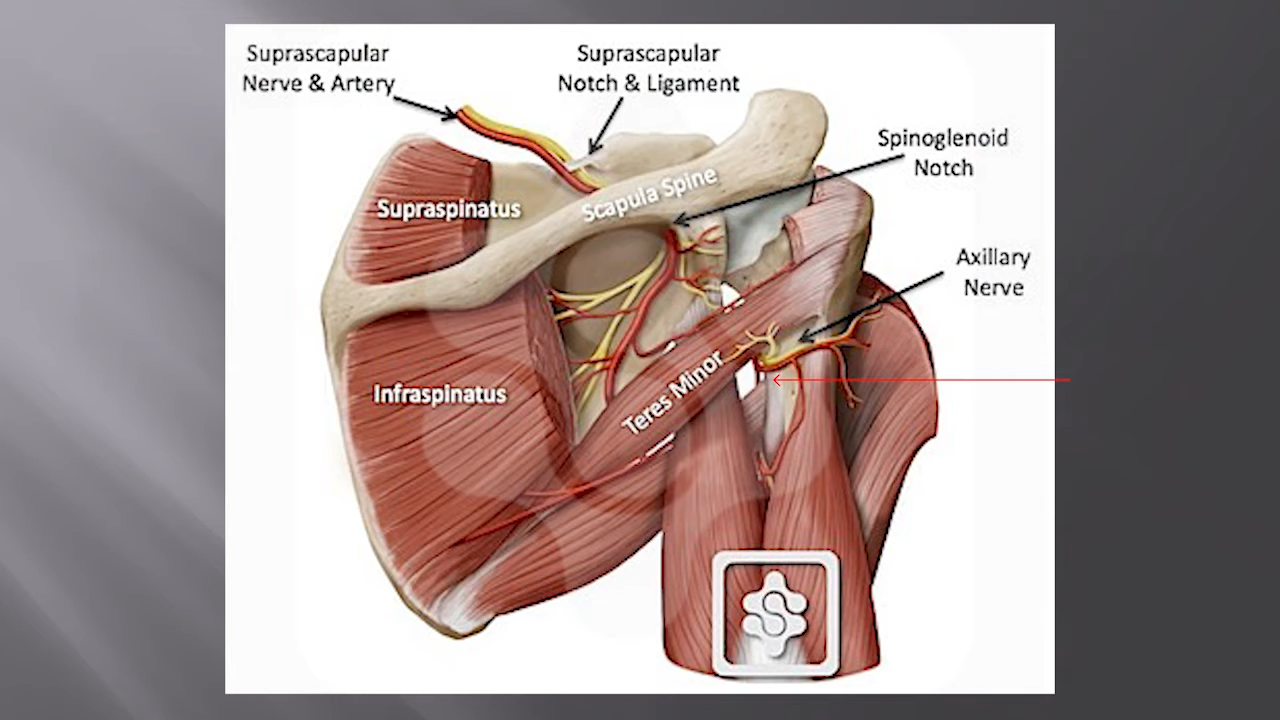 Suprascapular
Nerve & Artery
Suprascapular
Notch & Ligament
Spinoglenoid
Notch
Scapula Spine
Supraspinatus
Axillary
Nerve
Teres Minor
Infraspinatus